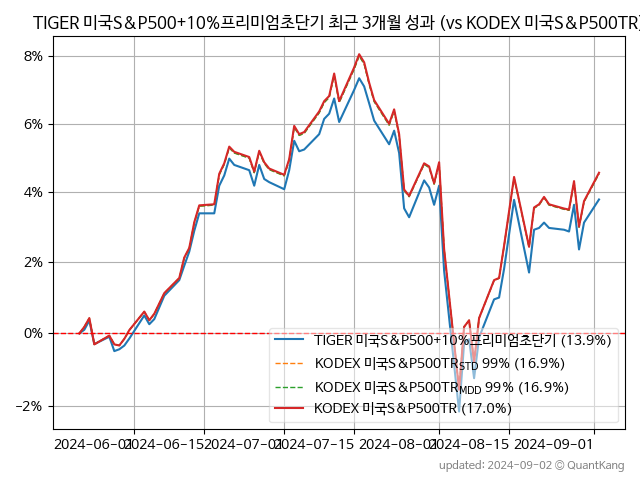 TIGER 미국S&P500+10%프리미엄초단기 최근 3개월 성과 (vs KODEX 미국S&P500TR)
8%
6%
4%
2%
0%
−2%
TIGER 미국S&P500+10%프리미엄초단기 (13.9%)
KODEX 미국S&P500TR_STD 99% (16.9%)
KODEX 미국S&P500TR_MDD 99% (16.9%)
KODEX 미국S&P500TR (17.0%)
2024-06-01 2024-06-15 2024-07-01 2024-07-15 2024-08-01 2024-08-15 2024-09-01
updated: 2024-09-02 © QuantKang